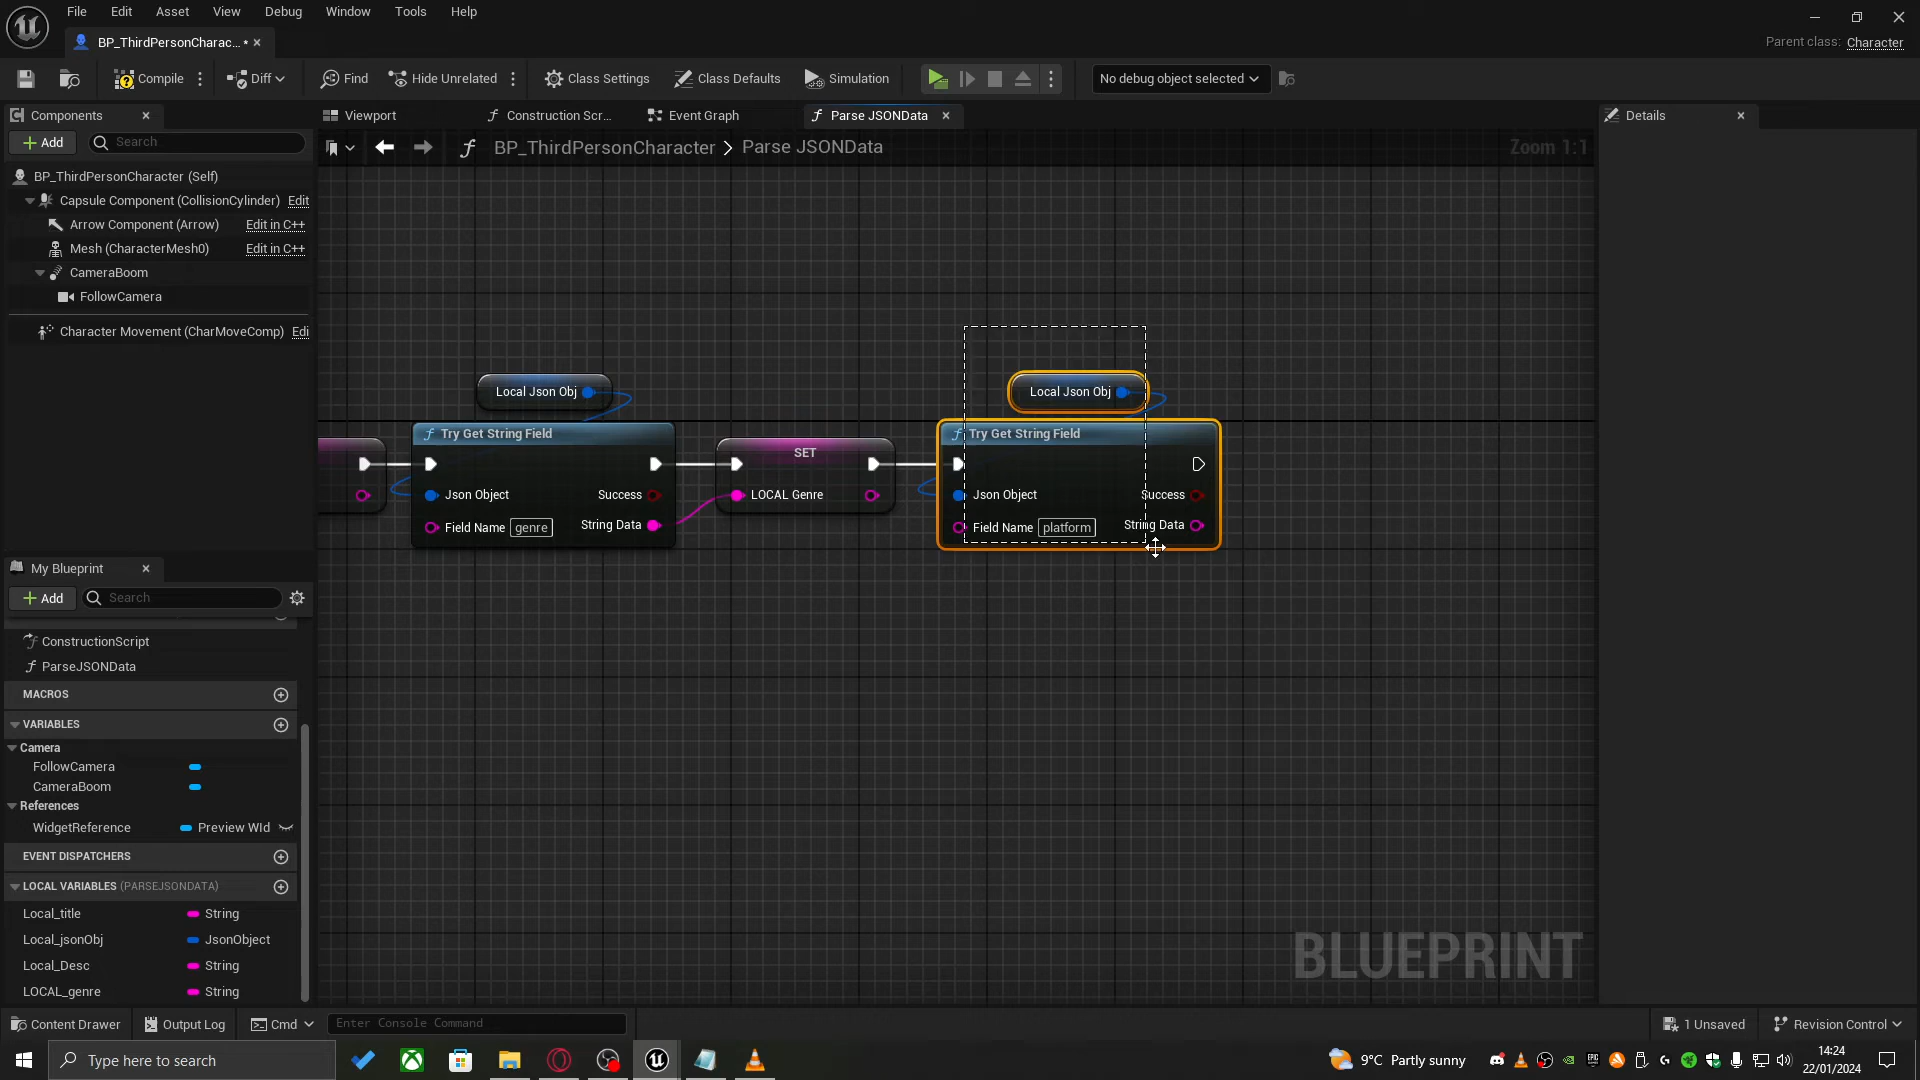 File Edit Asset View Debug Window Tools Help
BP_ThirdPersonCharac... •
Parent class: Character
Compile Diff Find Hide Unrelated Class Settings Class Defaults Simulation No debug object selected
Components
Viewport Construction Scr... Event Graph Parse JSONData
Details
Add Search
BP_ThirdPersonCharacter > Parse JSONData
Zoom 1:1
BP_ThirdPersonCharacter (Self)
Capsule Component (CollisionCylinder) Edit
Arrow Component (Arrow) Edit in C++
Mesh (CharacterMesh0) Edit in C++
CameraBoom
FollowCamera
Character Movement (CharMoveComp) Edi
Local Json Obj
Try Get String Field
Json Object Success
Field Name genre String Data
SET
LOCAL Genre
Local Json Obj
Try Get String Field
Json Object Success
Field Name platform String Data
My Blueprint
Add Search
ConstructionScript
ParseJSONData
MACROS
VARIABLES
Camera
FollowCamera
CameraBoom
References
WidgetReference Preview WId
EVENT DISPATCHERS
LOCAL VARIABLES (PARSEJSONDATA)
Local_title String
Local_jsonObj JsonObject
Local_Desc String
LOCAL_genre String
BLUEPRINT
Content Drawer Output Log Cmd Enter Console Command 1 Unsaved Revision Control
Type here to search
9°C Partly sunny
14:24
22/01/2024